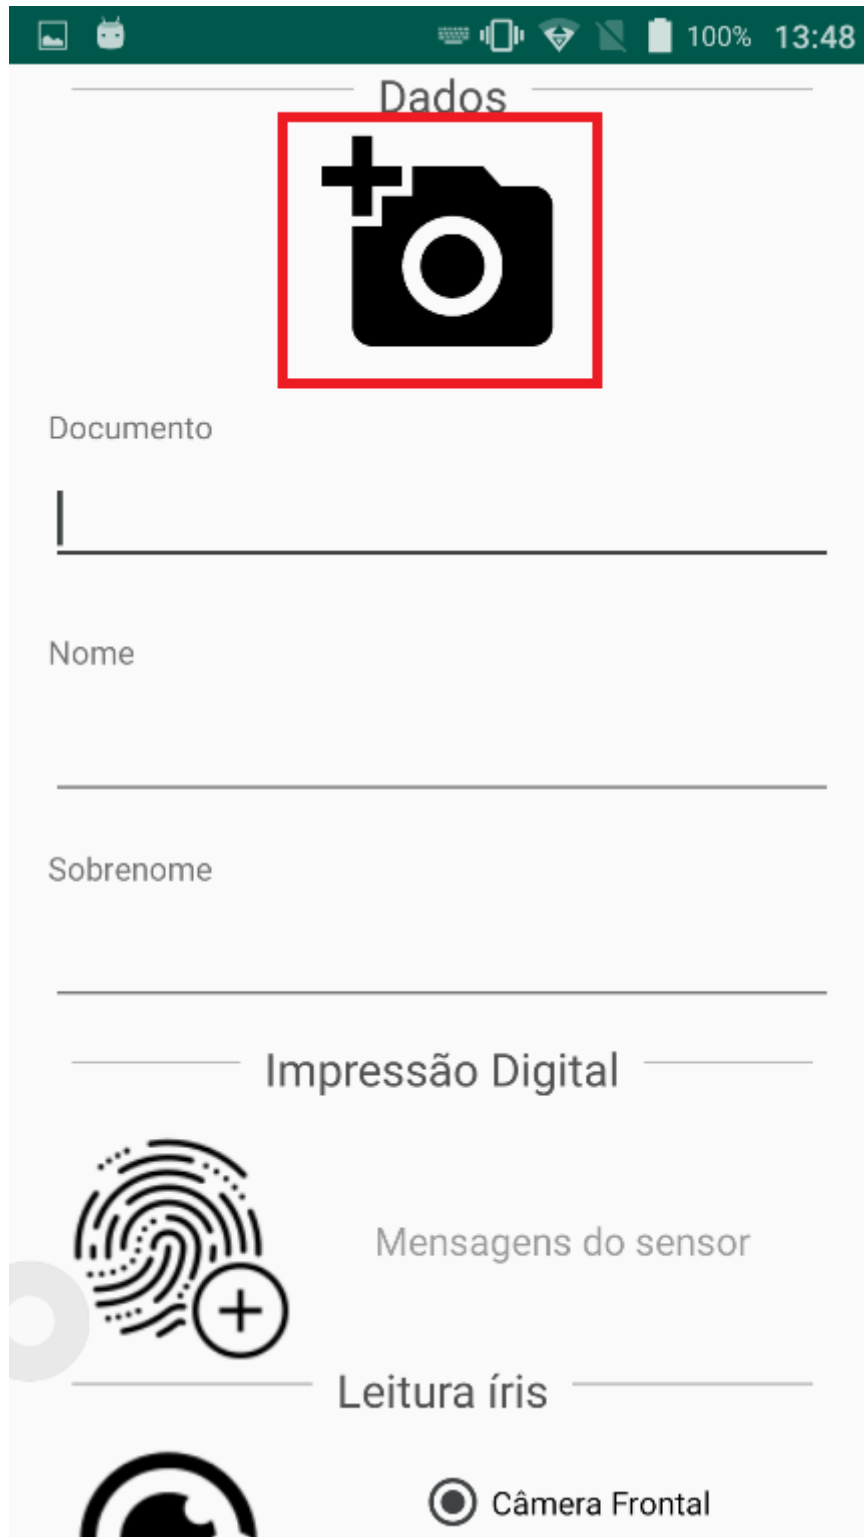 100% 13:48
Dados
Documento
Nome
Sobrenome
Impressão Digital
Mensagens do sensor
Leitura íris
Câmera Frontal